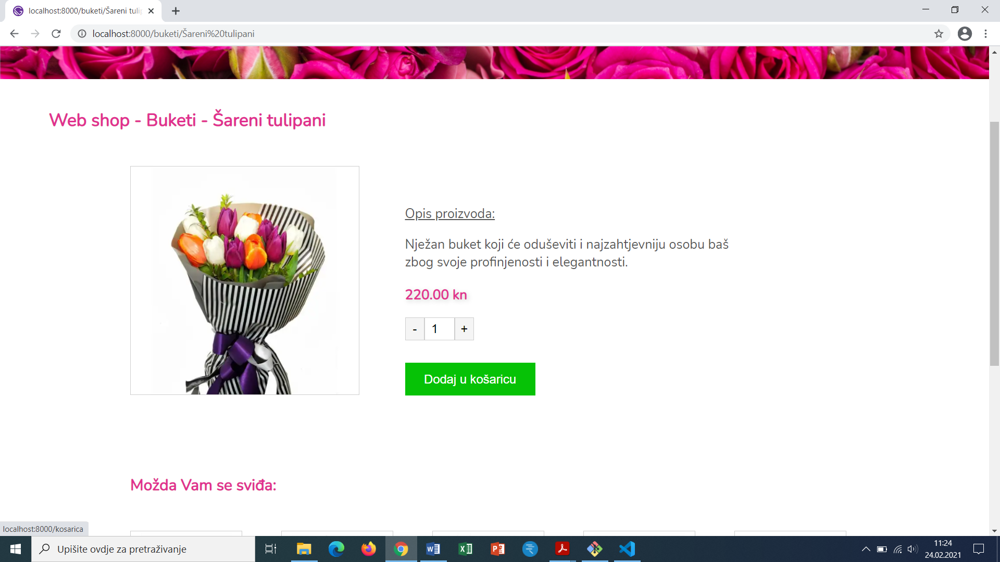 localhost:8000/buketi/Šareni tulip
localhost:8000/buketi/Šareni%20tulipani
Web shop - Buketi - Šareni tulipani
Opis proizvoda:
Nježan buket koji će oduševiti i najzahtjevniju osobu baš
zbog svoje profinjenosti i elegantnosti.
220.00 kn
- 1 +
Dodaj u košaricu
Možda Vam se sviđa:
localhost:8000/kosarica
Upišite ovdje za pretraživanje
11:24
24.02.2021